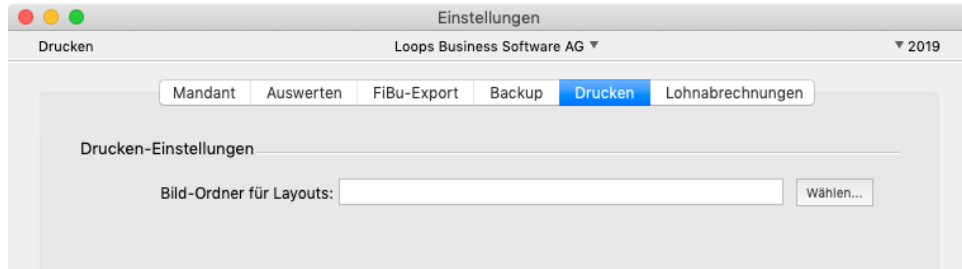 Einstellungen
Drucken Loops Business Software AG ▼ ▼ 2019
Mandant Auswerten FiBu-Export Backup Drucken Lohnabrechnungen
Drucken-Einstellungen
Bild-Ordner für Layouts: Wählen...